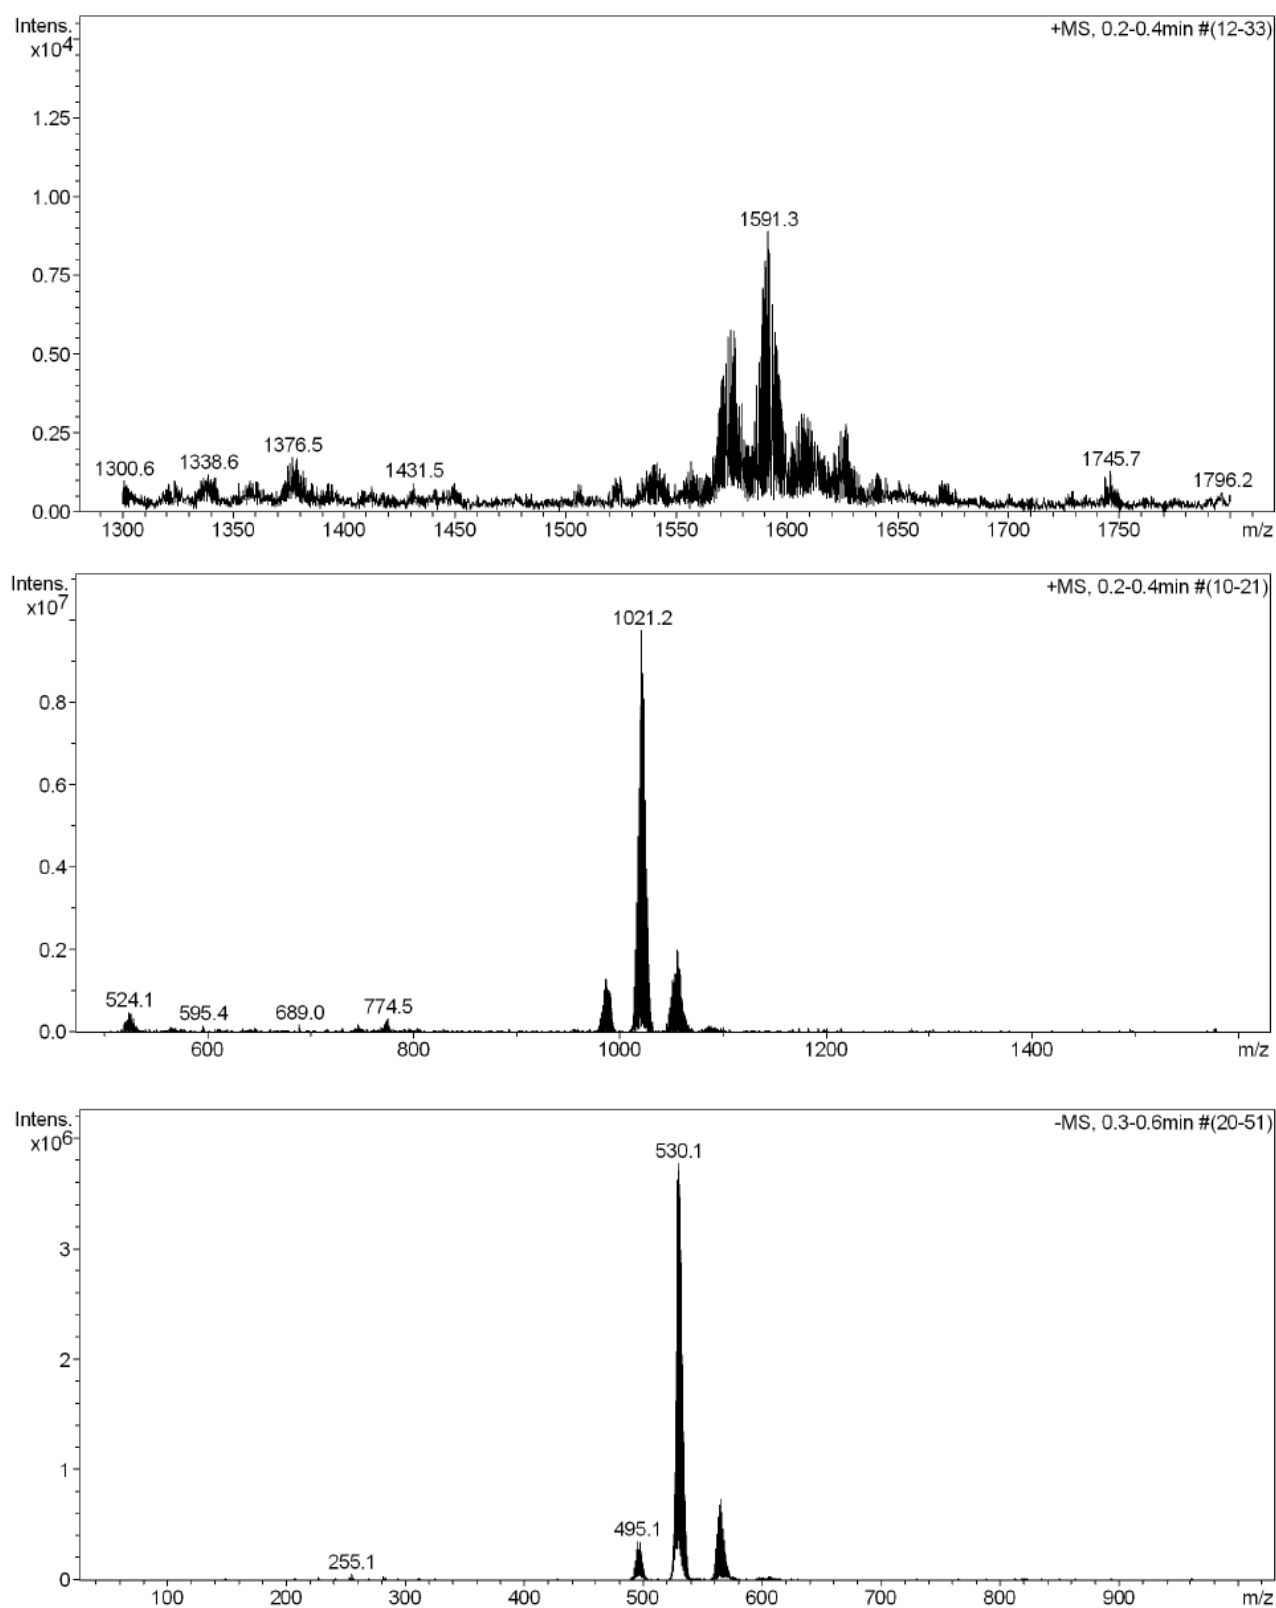 Intens.
x10^4
+MS, 0.2-0.4min #(12-33)
1.25
1.00
1591.3
0.75
0.50
0.25
1300.6 1338.6 1376.5 1431.5 1745.7 1796.2
0.00
1300 1350 1400 1450 1500 1550 1600 1650 1700 1750 m/z
Intens.
x10^7
+MS, 0.2-0.4min #(10-21)
1021.2
0.8
0.6
0.4
0.2
524.1 595.4 689.0 774.5
0.0
600 800 1000 1200 1400 m/z
Intens.
x10^6
-MS, 0.3-0.6min #(20-51)
530.1
3
2
1
495.1
255.1
0
100 200 300 400 500 600 700 800 900 m/z